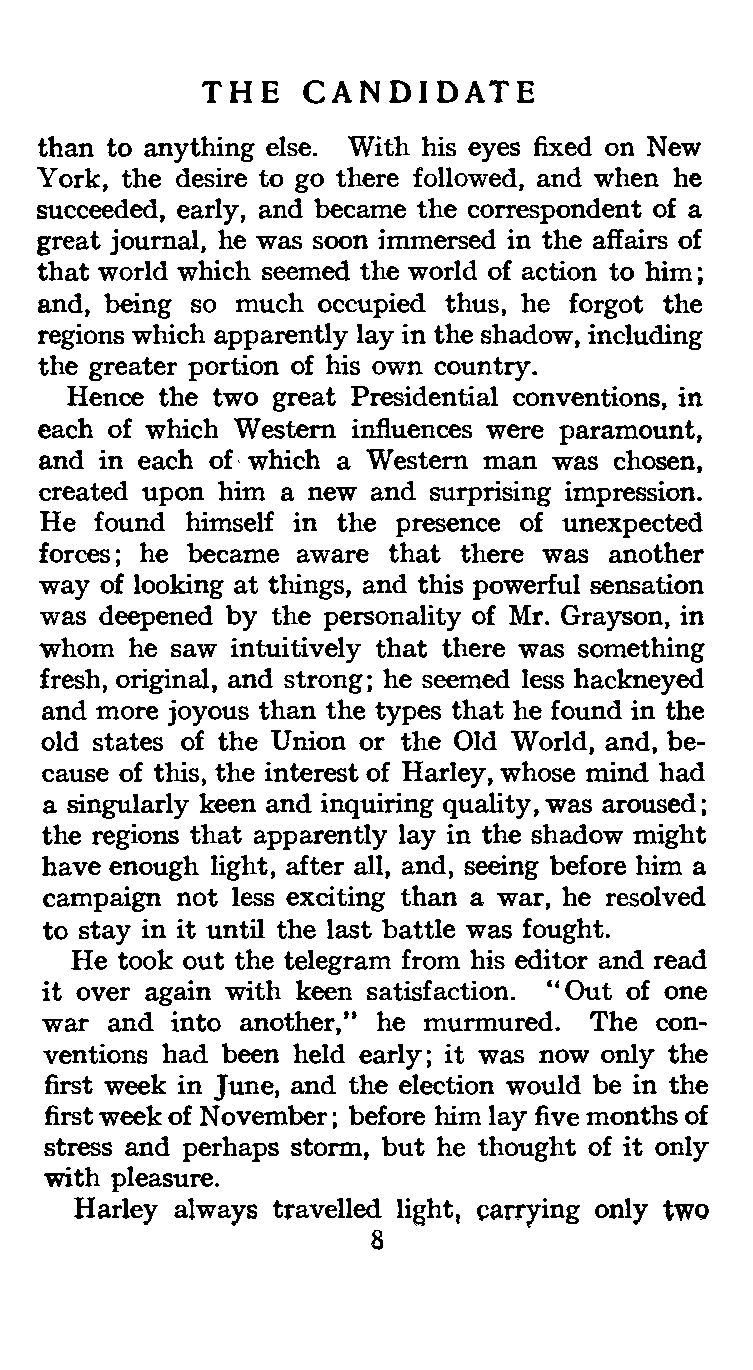 THE CANDIDATE
than to anything else. With his eyes fixed on New
York, the desire to go there followed, and when he
succeeded, early, and became the correspondent of a
great journal, he was soon immersed in the affairs of
that world which seemed the world of action to him;
and, being so much occupied thus, he forgot the
regions which apparently lay in the shadow, including
the greater portion of his own country.
Hence the two great Presidential conventions, in
each of which Western influences were paramount,
and in each of which a Western man was chosen,
created upon him a new and surprising impression.
He found himself in the presence of unexpected
forces; he became aware that there was another
way of looking at things, and this powerful sensation
was deepened by the personality of Mr. Grayson, in
whom he saw intuitively that there was something
fresh, original, and strong; he seemed less hackneyed
and more joyous than the types that he found in the
old states of the Union or the Old World, and, be-
cause of this, the interest of Harley, whose mind had
a singularly keen and inquiring quality, was aroused;
the regions that apparently lay in the shadow might
have enough light, after all, and, seeing before him a
campaign not less exciting than a war, he resolved
to stay in it until the last battle was fought.
He took out the telegram from his editor and read
it over again with keen satisfaction. "Out of one
war and into another," he murmured. The con-
ventions had been held early; it was now only the
first week in June, and the election would be in the
first week of November; before him lay five months of
stress and perhaps storm, but he thought of it only
with pleasure.
Harley always travelled light, carrying only two
8